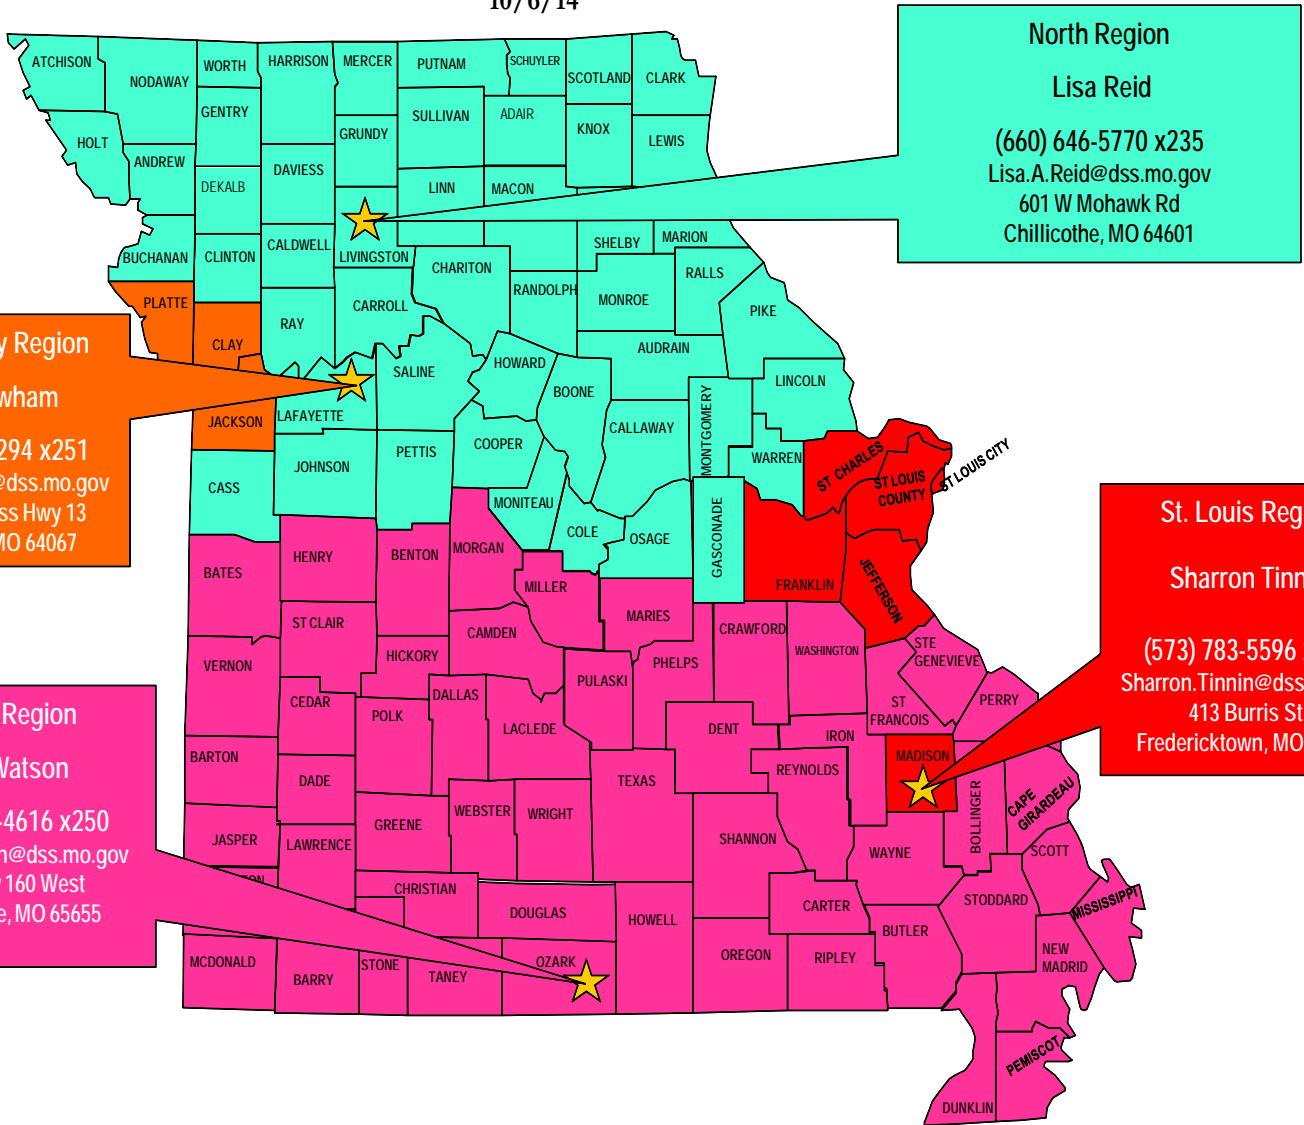 10/6/14
North Region
Lisa Reid
(660) 646-5770 x235
Lisa.A.Reid@dss.mo.gov
601 W Mohawk Rd
Chillicothe, MO 64601
ATCHISON
NODAWAY
WORTH
HARRISON
MERCER
PUTNAM
SCHUYLER
SCOTLAND
CLARK
HOLT
GENTRY
GRUNDY
SULLIVAN
ADAIR
KNOX
LEWIS
ANDREW
DEKALB
DAVIESS
LINN
MACON
BUCHANAN
CLINTON
CALDWELL
LIVINGSTON
CHARITON
SHELBY
MARION
RANDOLPH
MONROE
RALLS
PLATTE
CLAY
RAY
CARROLL
PIKE
AUDRAIN
Region
294 x251
@dss.mo.gov
Hwy 13
MO 64067
JACKSON
LAFAYETTE
SALINE
HOWARD
BOONE
CALLAWAY
MONTGOMERY
LINCOLN
WARREN
ST CHARLES
ST LOUIS
COUNTY
ST LOUIS CITY
CASS
JOHNSON
PETTIS
COOPER
MONITEAU
COLE
OSAGE
GASCONADE
FRANKLIN
JEFFERSON
St. Louis
Sharron
(573) 783-5596
Sharron.Tinnin@dss
413 Burris
Fredericktown, MO
BATES
HENRY
BENTON
MORGAN
MILLER
MARIES
CRAWFORD
WASHINGTON
STE
GENEVIEVE
VERNON
ST CLAIR
HICKORY
CAMDEN
PULASKI
PHELPS
ST
FRANCOIS
PERRY
Region
Watson
-4616 x250
@dss.mo.gov
160 West
MO 65655
CEDAR
POLK
DALLAS
LACLEDE
DENT
IRON
MADISON
BARTON
DADE
TEXAS
REYNOLDS
BOLLINGER
CAPE
GIRARDEAU
JASPER
LAWRENCE
GREENE
WEBSTER
WRIGHT
SHANNON
WAYNE
SCOTT
CHRISTIAN
DOUGLAS
HOWELL
CARTER
BUTLER
STODDARD
MISSISSIPPI
MCDONALD
BARRY
STONE
TANEY
OZARK
OREGON
RIPLEY
NEW
MADRID
PEMISCOT
DUNKLIN